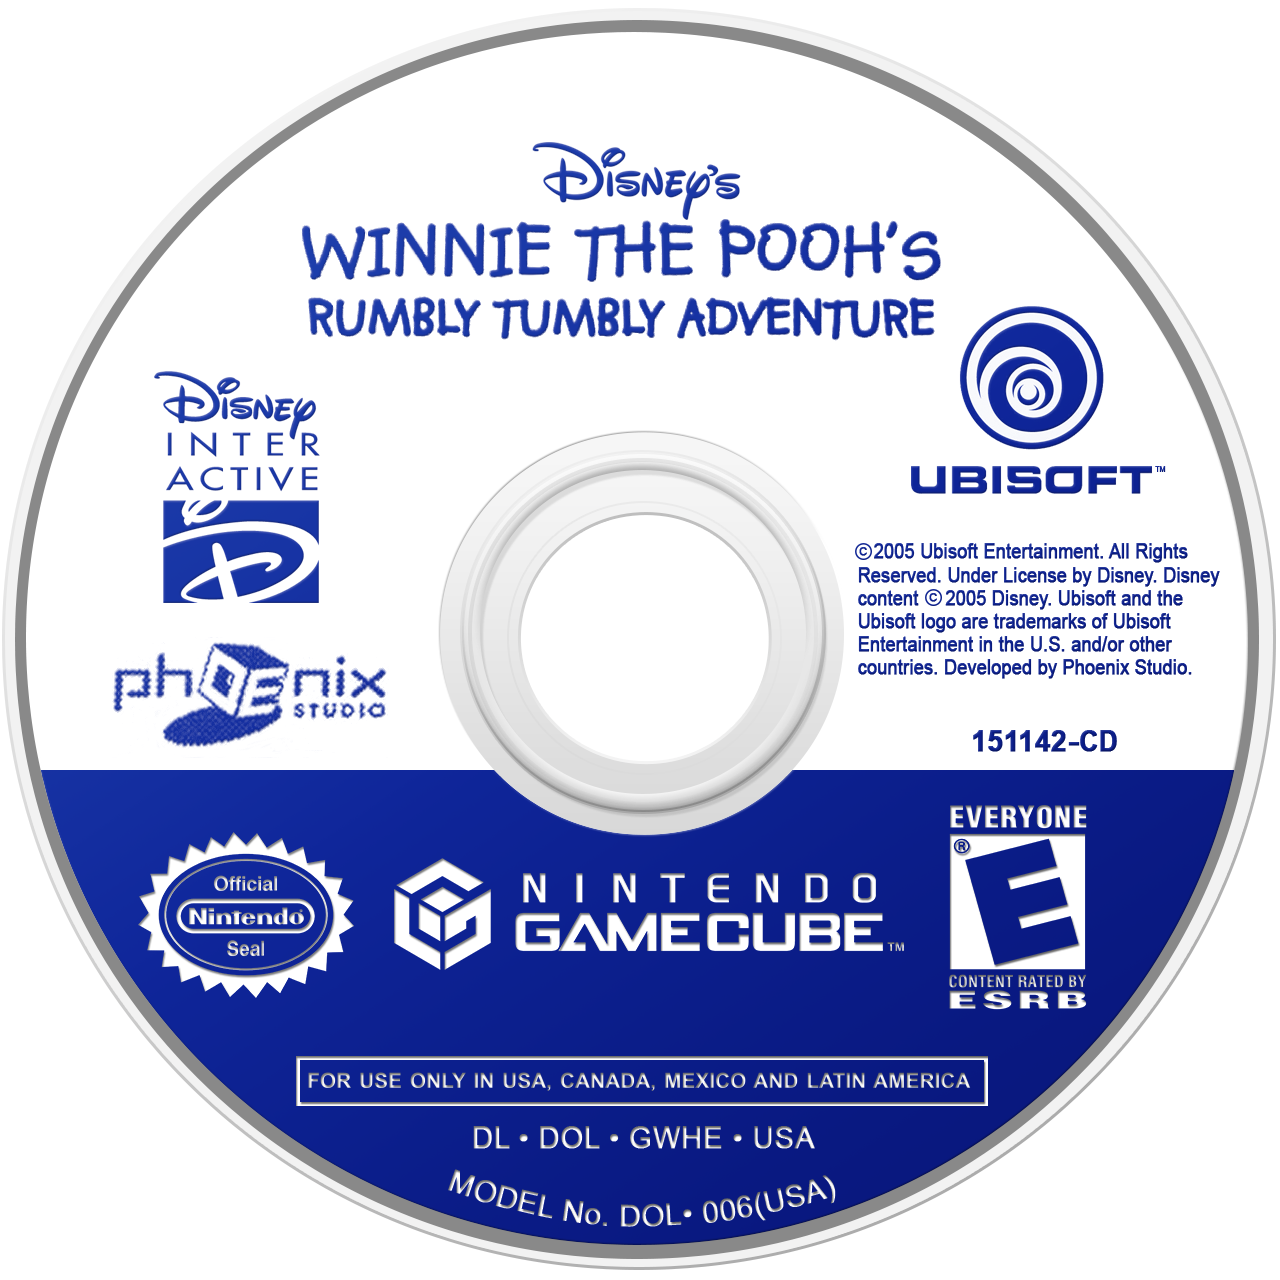 Disney's
WINNIE THE POOH'S
RUMBLY TUMBLY ADVENTURE
Disney
INTER
ACTIVE
D
UBISOFT™
phoenix
STUDIO
©2005 Ubisoft Entertainment. All Rights
Reserved. Under License by Disney. Disney
content ©2005 Disney. Ubisoft and the
Ubisoft logo are trademarks of Ubisoft
Entertainment in the U.S. and/or other
countries. Developed by Phoenix Studio.
151142-CD
Official
Nintendo®
Seal
NINTENDO
GAMECUBE™
EVERYONE
®
E
CONTENT RATED BY
ESRB
FOR USE ONLY IN USA, CANADA, MEXICO AND LATIN AMERICA
DL • DOL • GWHE • USA
MODEL No. DOL• 006(USA)